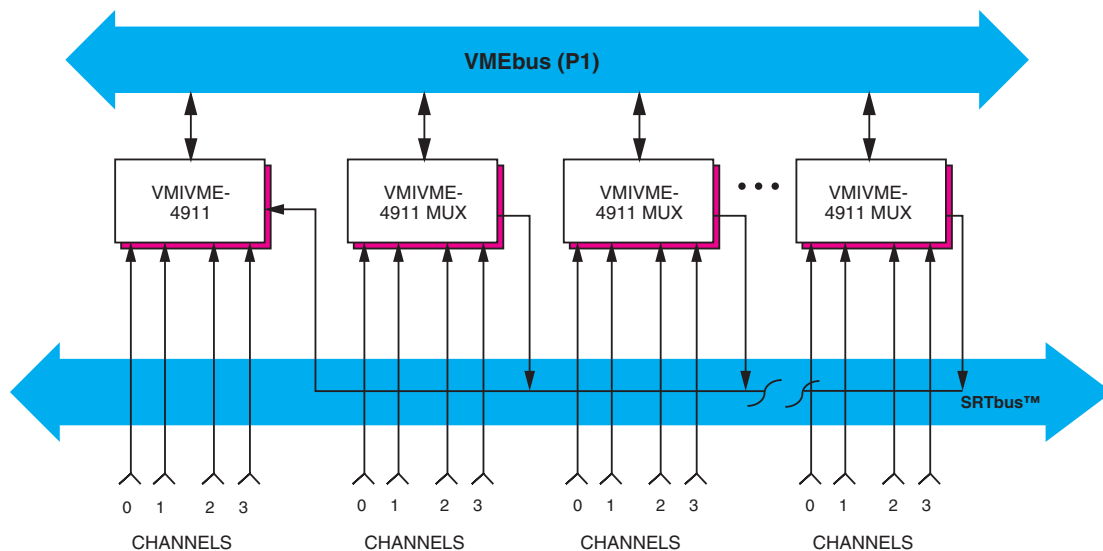 VMEbus (P1)
VMIVME-
4911
VMIVME-
4911 MUX
VMIVME-
4911 MUX
VMIVME-
4911 MUX
SRTbus™
0 1 2 3
0 1 2 3
0 1 2 3
0 1 2 3
CHANNELS
CHANNELS
CHANNELS
CHANNELS